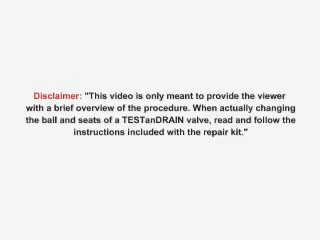 Disclaimer: "This video is only meant to provide the viewer
with a brief overview of the procedure. When actually changing
the ball and seats of a TESTanDRAIN valve, read and follow the
instructions included with the repair kit."